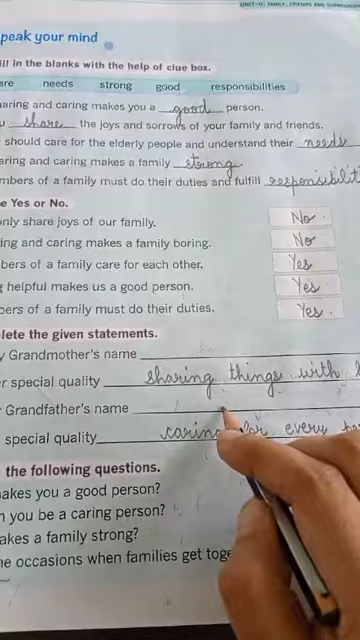 UNIT-1: FAMILY, FRIENDS AND
peak your mind
ill in the blanks with the help of clue box.
are needs strong good responsibilities
haring and caring makes you a good person.
u share the joys and sorrows of your family and friends.
should care for the elderly people and understand their needs
aring and caring makes a family strong.
mbers of a family must do their duties and fulfill responsibilit
e Yes or No.
only share joys of our family. No.
ing and caring makes a family boring. No
bers of a family care for each other. Yes
g helpful makes us a good person. Yes.
bers of a family must do their duties. Yes.
lete the given statements.
y Grandmother's name
r special quality sharing things with
Grandfather's name
special quality caring for every
the following questions.
akes you a good person?
n you be a caring person?
akes a family strong?
ne occasions when families get toge